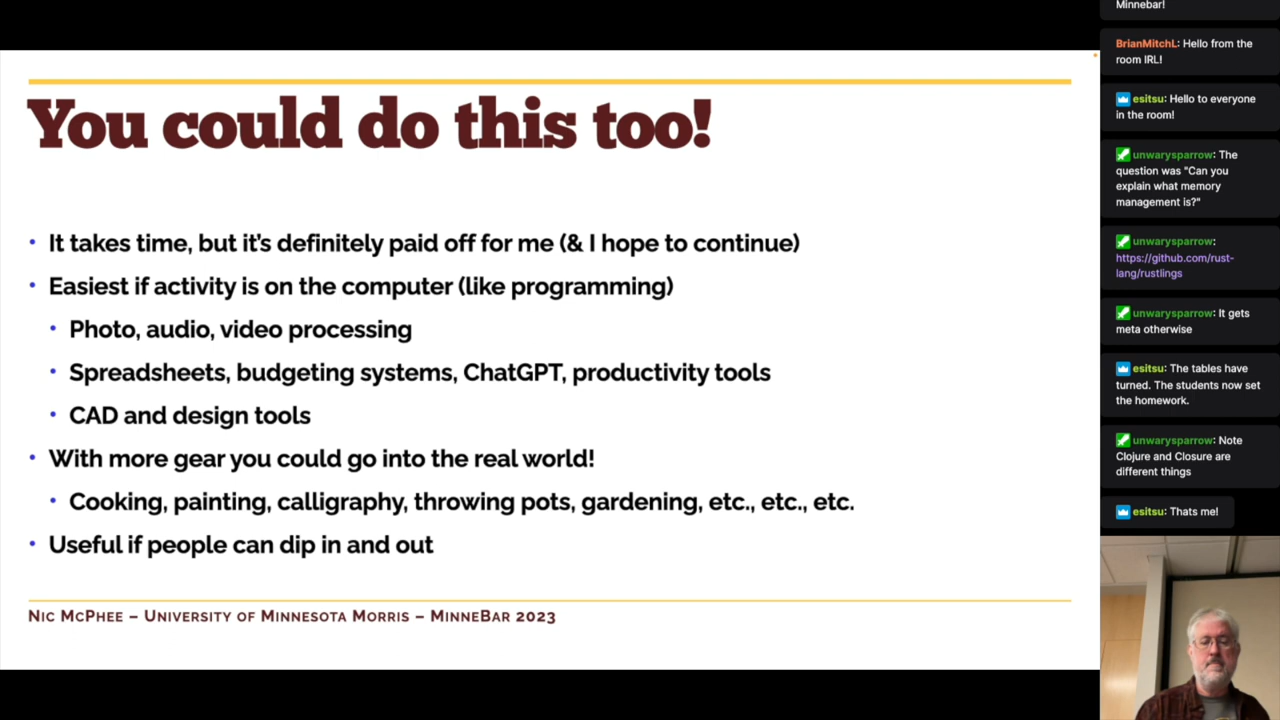 You could do this too!
• It takes time, but it's definitely paid off for me (& I hope to continue)
• Easiest if activity is on the computer (like programming)
• Photo, audio, video processing
• Spreadsheets, budgeting systems, ChatGPT, productivity tools
• CAD and design tools
• With more gear you could go into the real world!
• Cooking, painting, calligraphy, throwing pots, gardening, etc., etc., etc.
• Useful if people can dip in and out
Nic McPhee – University of Minnesota Morris – MinneBar 2023
Minnebar!
BrianMitchL: Hello from the
room IRL!
esitsu: Hello to everyone
in the room!
unwarysparrow: The
question was "Can you
explain what memory
management is?"
unwarysparrow:
https://github.com/rust-
lang/rustlings
unwarysparrow: It gets
meta otherwise
esitsu: The tables have
turned. The students now set
the homework.
unwarysparrow: Note
Clojure and Closure are
different things
esitsu: Thats me!